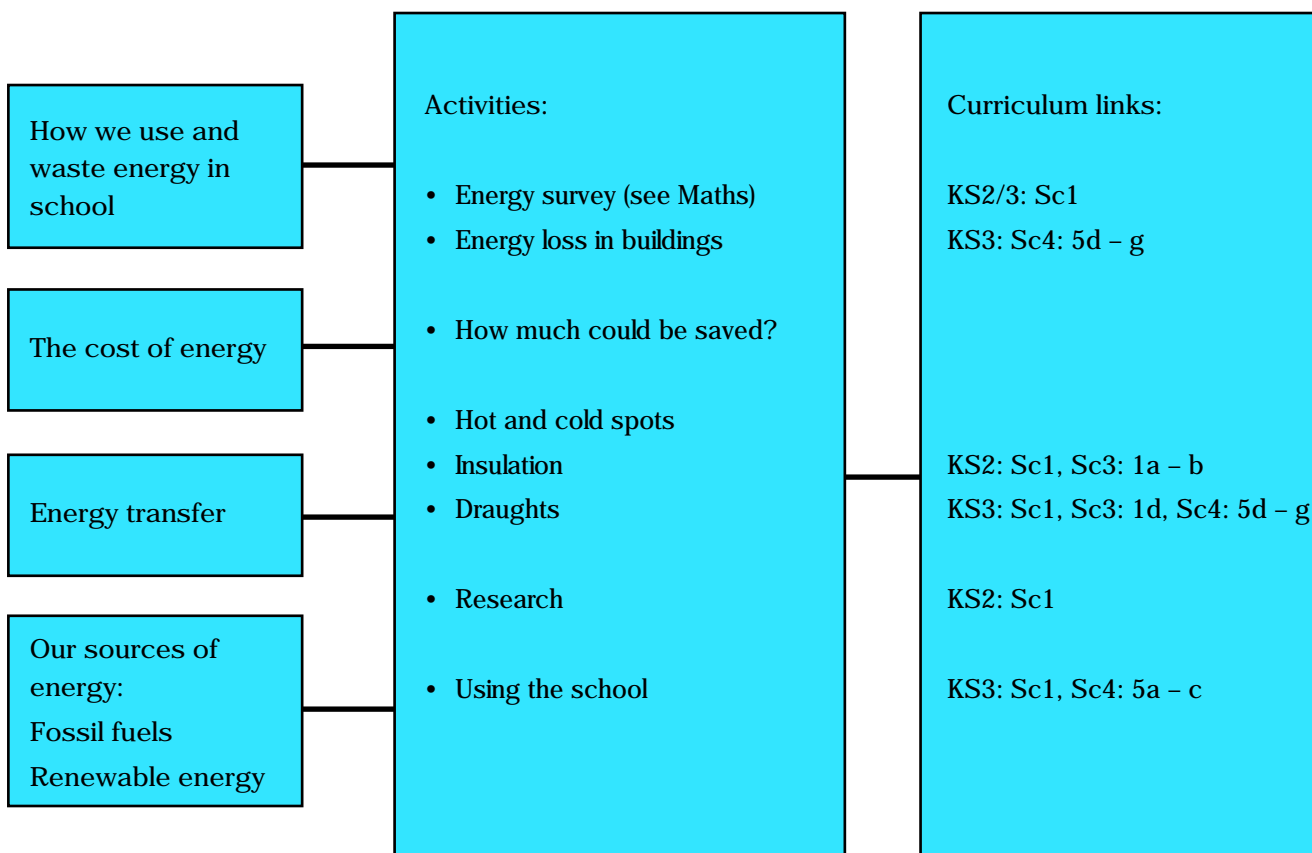 How we use and
waste energy in
school
The cost of energy
Energy transfer
Our sources of
energy:
Fossil fuels
Renewable energy
Activities:
• Energy survey (see Maths)
• Energy loss in buildings
• How much could be saved?
• Hot and cold spots
• Insulation
• Draughts
• Research
• Using the school
Curriculum links:
KS2/3: Sc1
KS3: Sc4: 5d – g
KS2: Sc1, Sc3: 1a – b
KS3: Sc1, Sc3: 1d, Sc4: 5d – g
KS2: Sc1
KS3: Sc1, Sc4: 5a – c